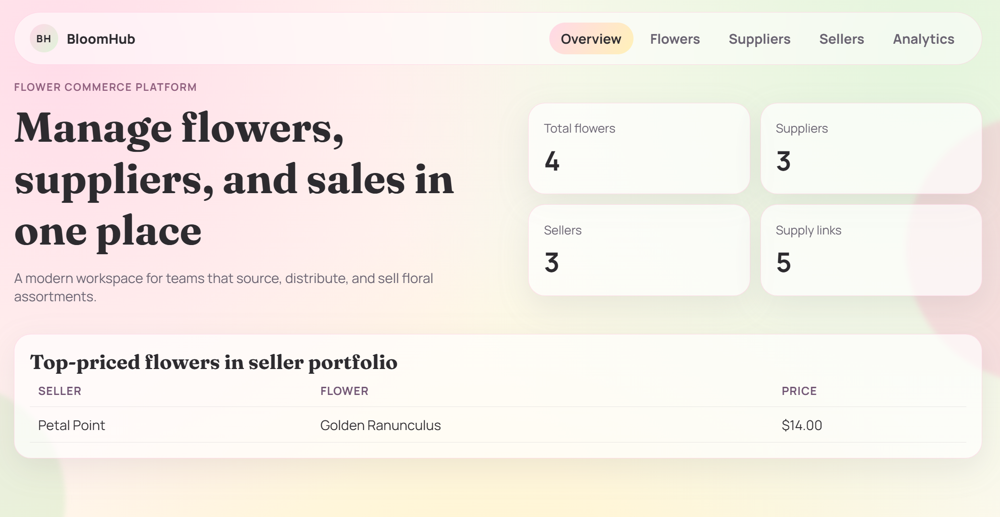 BH BloomHub Overview Flowers Suppliers Sellers Analytics
FLOWER COMMERCE PLATFORM
Manage flowers,
suppliers, and sales in
one place
A modern workspace for teams that source, distribute, and sell floral
assortments.
Total flowers
4
Suppliers
3
Sellers
3
Supply links
5
Top-priced flowers in seller portfolio
SELLER FLOWER PRICE
Petal Point Golden Ranunculus $14.00